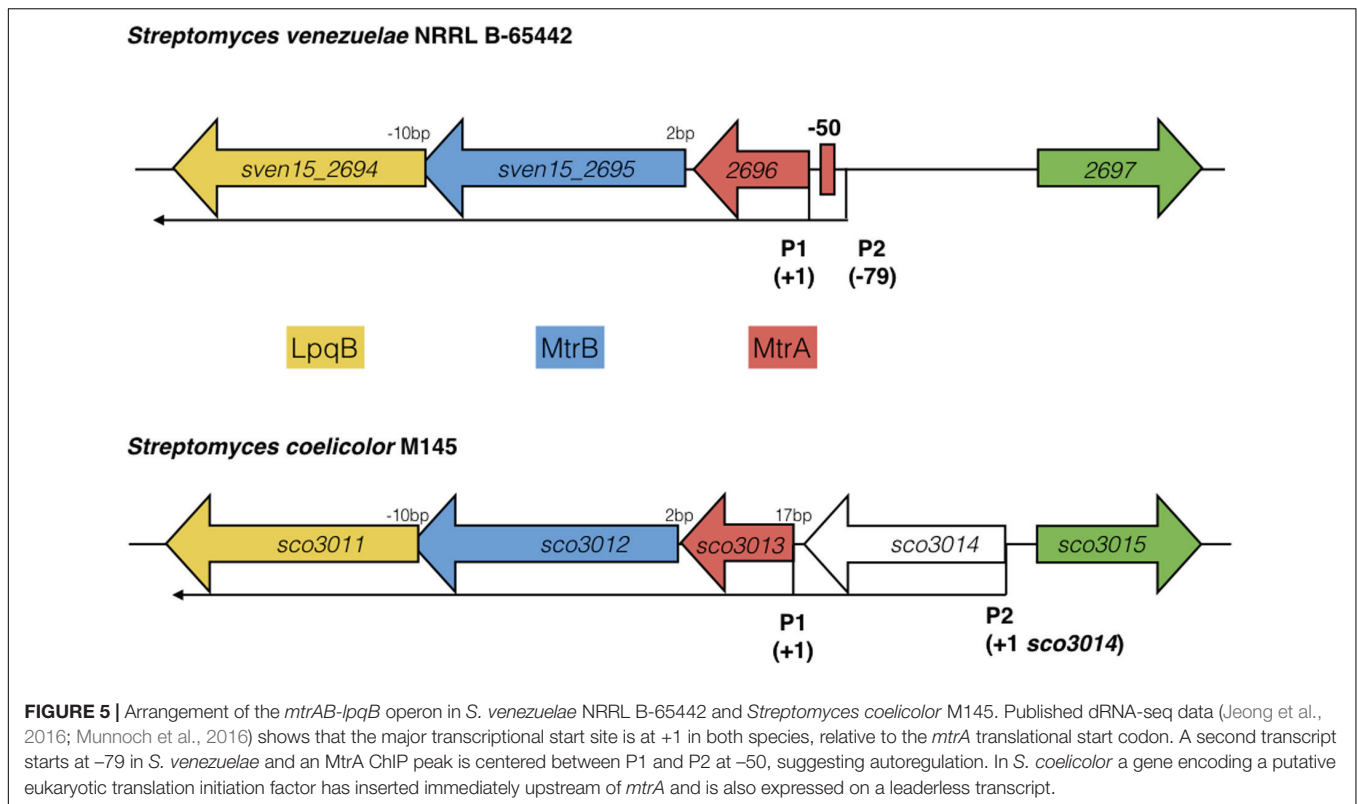 Streptomyces venezuelae NRRL B-65442
-10bp 2bp -50
sven15_2694 sven15_2695 2696 2697
P1 P2
(+1) (-79)
LpqB MtrB MtrA
Streptomyces coelicolor M145
-10bp 2bp 17bp
sco3011 sco3012 sco3013 sco3014 sco3015
P1 P2
(+1) (+1 sco3014)
FIGURE 5 | Arrangement of the mtrAB-lpqB operon in S. venezuelae NRRL B-65442 and Streptomyces coelicolor M145. Published dRNA-seq data (Jeong et al.,
2016; Munnoch et al., 2016) shows that the major transcriptional start site is at +1 in both species, relative to the mtrA translational start codon. A second transcript
starts at –79 in S. venezuelae and an MtrA ChIP peak is centered between P1 and P2 at –50, suggesting autoregulation. In S. coelicolor a gene encoding a putative
eukaryotic translation initiation factor has inserted immediately upstream of mtrA and is also expressed on a leaderless transcript.